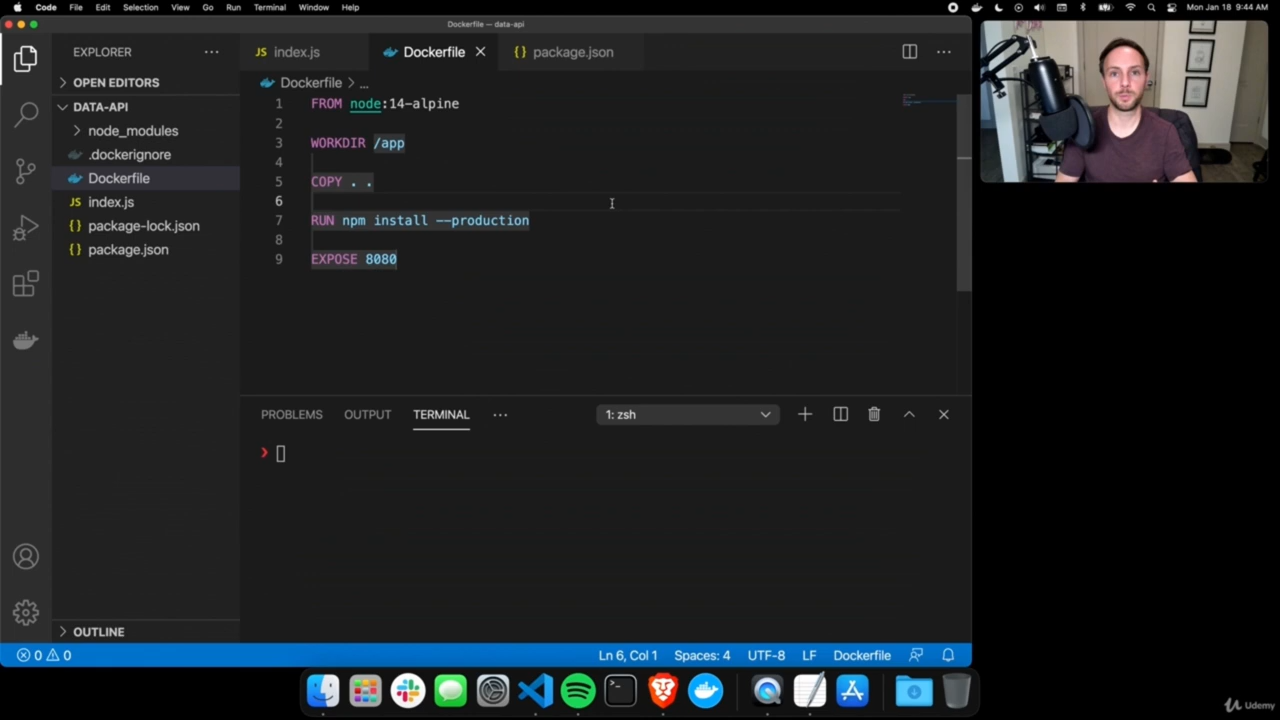 Code File Edit Selection View Go Run Terminal Window Help Mon Jan 18 9:44 AM
Dockerfile — data-api
EXPLORER
JS index.js Dockerfile {} package.json
OPEN EDITORS
Dockerfile > ...
DATA-API
node_modules
.dockerignore
Dockerfile
JS index.js
{} package-lock.json
{} package.json
1 FROM node:14-alpine
2
3 WORKDIR /app
4
5 COPY . .
6
7 RUN npm install --production
8
9 EXPOSE 8080
PROBLEMS OUTPUT TERMINAL ... 1: zsh
OUTLINE
0 0 Ln 6, Col 1 Spaces: 4 UTF-8 LF Dockerfile
Udemy